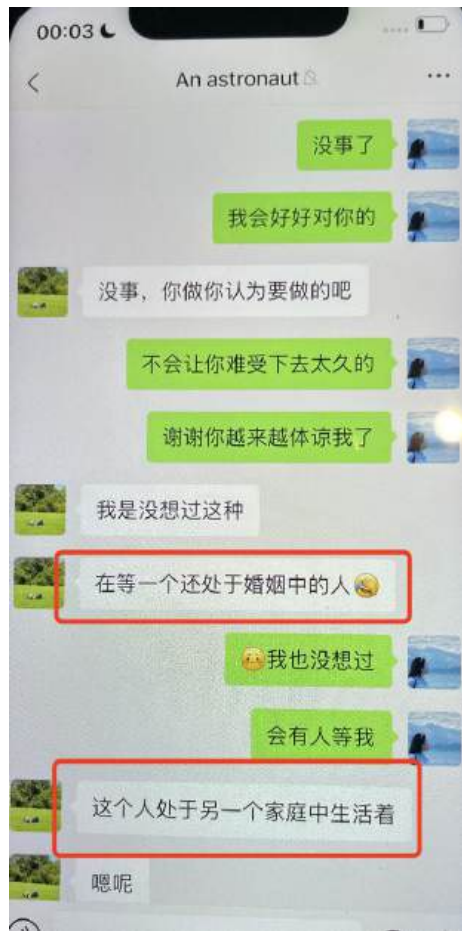 00:03
An astronaut
没事了
我会好好对你的
没事，你做你认为要做的吧
不会让你难受下去太久的
谢谢你越来越体谅我了
我是没想过这种
在等一个还处于婚姻中的人
我也没想过
会有人等我
这个人处于另一个家庭中生活着
嗯呢